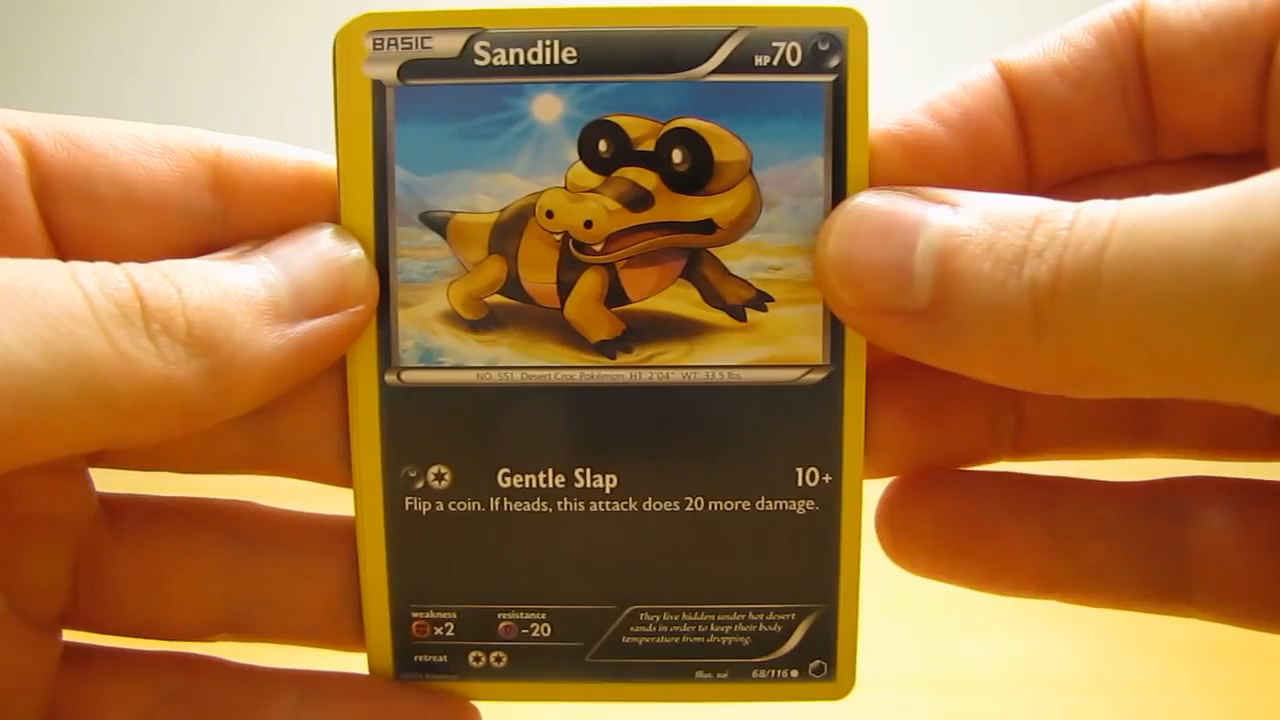 BASIC Sandile HP70
NO. 551 Desert Croc Pokémon HT: 2'04" WT: 33.5 lbs.
Gentle Slap 10+
Flip a coin. If heads, this attack does 20 more damage.
weakness resistance
×2 -20
They live hidden under hot desert
sands in order to keep their body
temperature from dropping.
retreat
Illus. sui 68/116